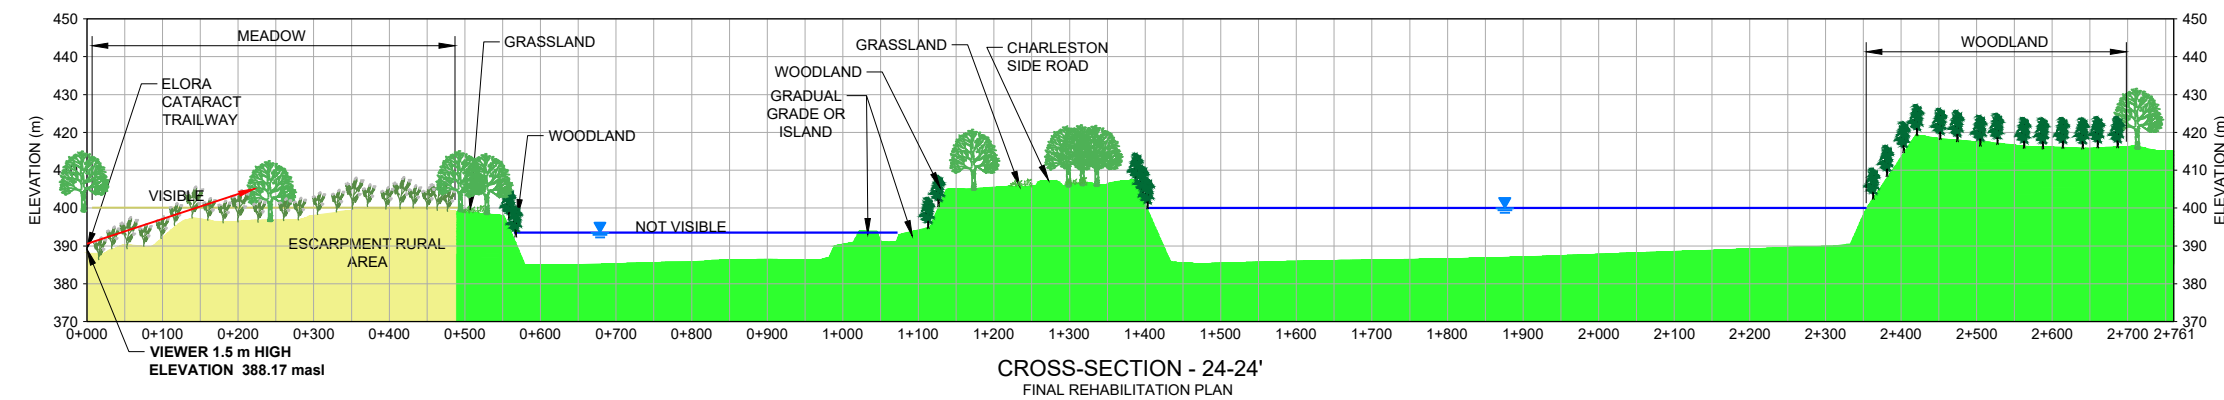 450
440
430
420
410
400
390
380
370
ELEVATION (m)
MEADOW
ELORA
CATARACT
TRAILWAY
VISIBLE
ESCARPMENT RURAL
AREA
GRASSLAND
WOODLAND
NOT VISIBLE
GRASSLAND
WOODLAND
GRADUAL
GRADE OR
ISLAND
CHARLESTON
SIDE ROAD
WOODLAND
450
440
430
420
410
400
390
380
370
ELEVATION (m)
0+000 0+100 0+200 0+300 0+400 0+500 0+600 0+700 0+800 0+900 1+000 1+100 1+200 1+300 1+400 1+500 1+600 1+700 1+800 1+900 2+000 2+100 2+200 2+300 2+400 2+500 2+600 2+700 2+761
VIEWER 1.5 m HIGH
ELEVATION 388.17 masl
CROSS-SECTION - 24-24'
FINAL REHABILITATION PLAN